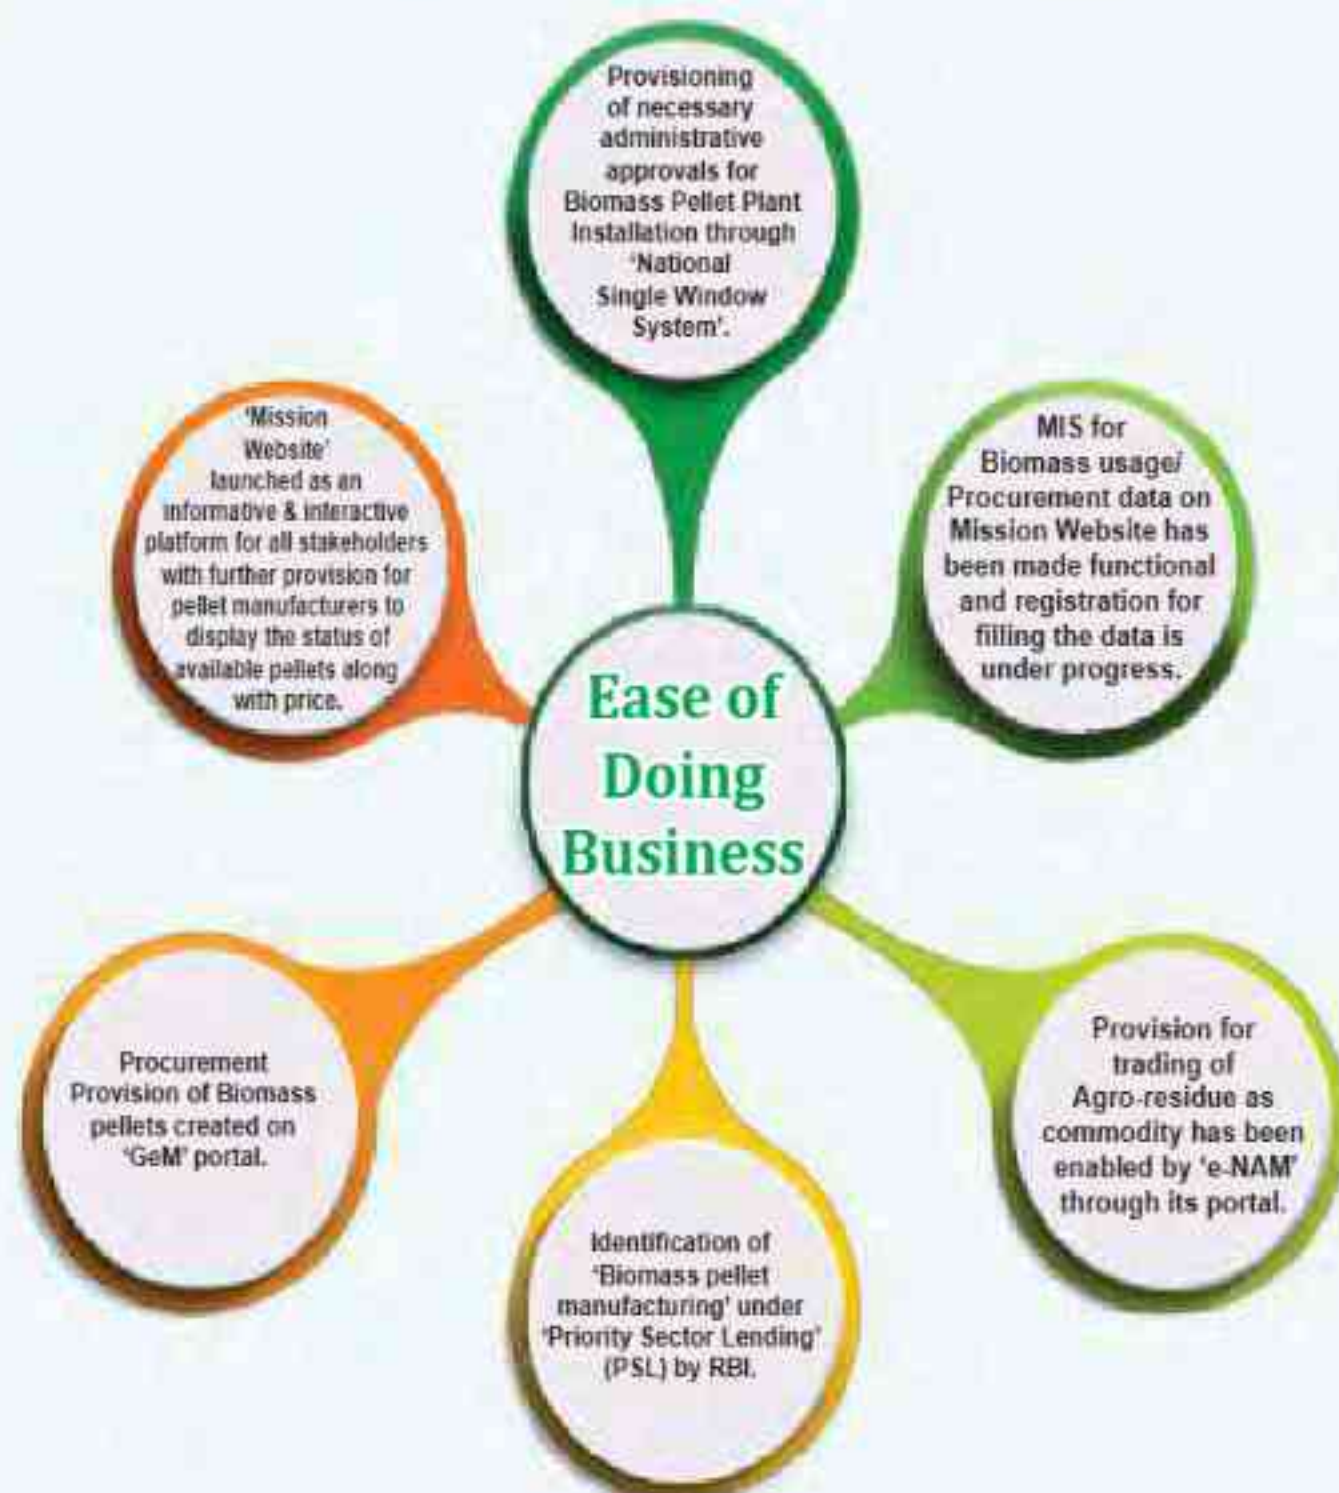 Provisioning
of necessary
administrative
approvals for
Biomass Pellet Plant
Installation through
'National
Single Window
System'.
'Mission
Website'
launched as an
informative & interactive
platform for all stakeholders
with further provision for
pellet manufacturers to
display the status of
available pellets along
with price.
MIS for
Biomass usage/
Procurement data on
Mission Website has
been made functional
and registration for
filling the data is
under progress.
Ease of
Doing
Business
Procurement
Provision of Biomass
pellets created on
'GeM' portal.
Identification of
'Biomass pellet
manufacturing' under
'Priority Sector Lending'
(PSL) by RBI.
Provision for
trading of
Agro-residue as
commodity has been
enabled by 'e-NAM'
through its portal.